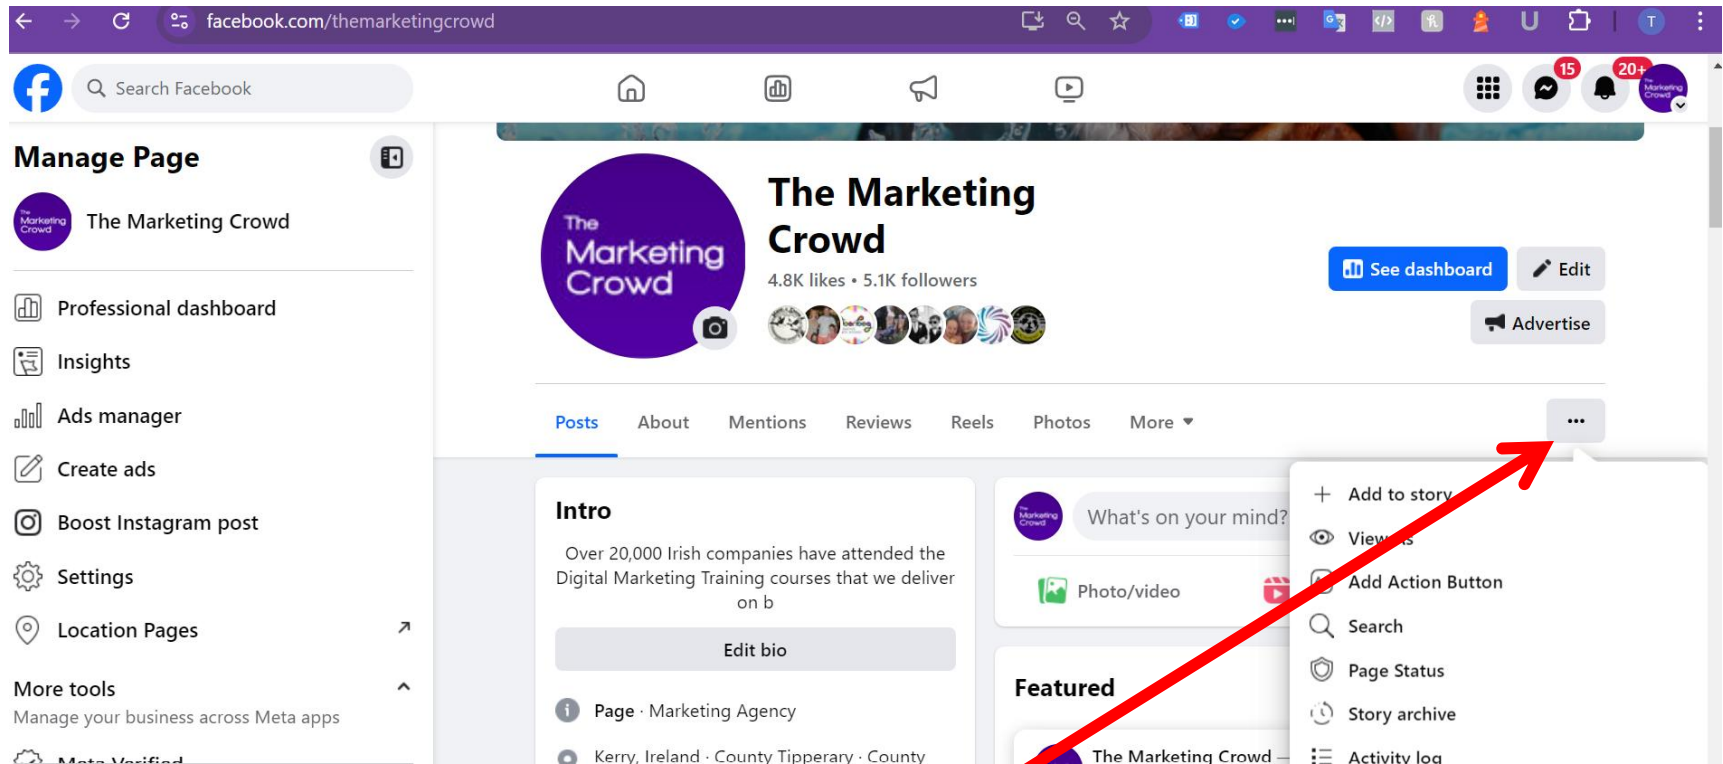 facebook.com/themarketingcrowd
T
Search Facebook
15
20+
Manage Page
The Marketing Crowd
Professional dashboard
Insights
Ads manager
Create ads
Boost Instagram post
Settings
Location Pages
More tools
Manage your business across Meta apps
Meta Verified
The
Marketing
Crowd
The Marketing
Crowd
4.8K likes • 5.1K followers
See dashboard
Edit
Advertise
Posts
About
Mentions
Reviews
Reels
Photos
More
Intro
Over 20,000 Irish companies have attended the
Digital Marketing Training courses that we deliver
on b
Edit bio
Page · Marketing Agency
Kerry, Ireland · County Tipperary · County
What's on your mind?
Photo/video
Featured
The Marketing Crowd —
Add to story
View as
Add Action Button
Search
Page Status
Story archive
Activity log